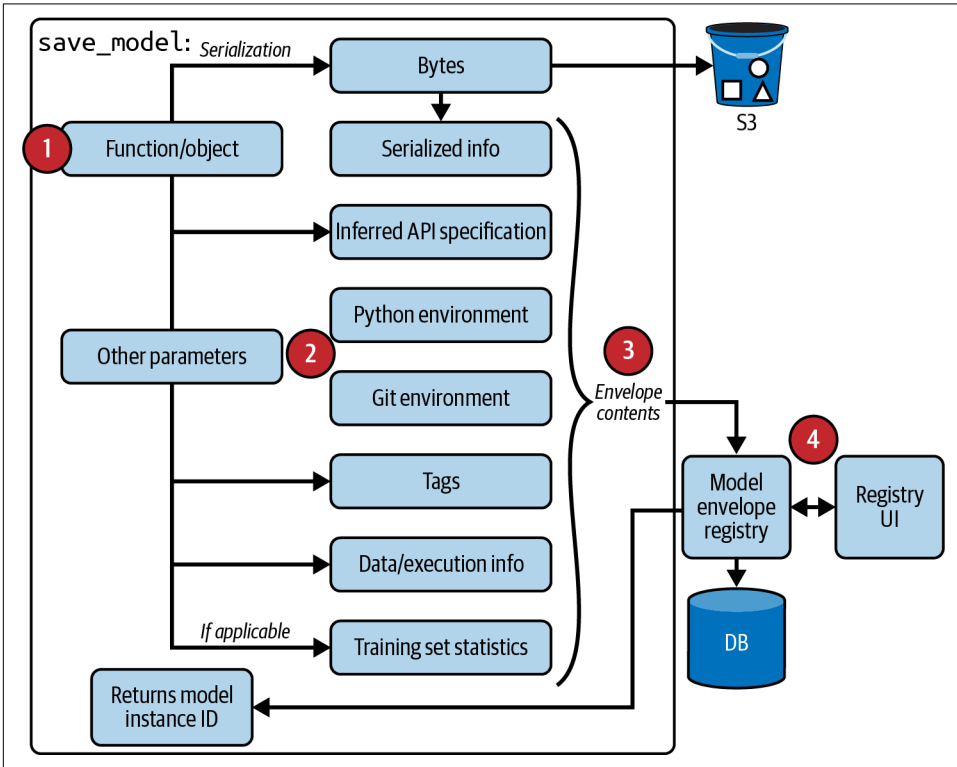 save_model:
Serialization
Bytes
S3
1
Function/object
Serialized info
Inferred API specification
Python environment
Other parameters
2
3
Git environment
Envelope
contents
4
Tags
Model
envelope
registry
Registry
UI
Data/execution info
If applicable
Training set statistics
DB
Returns model
instance ID